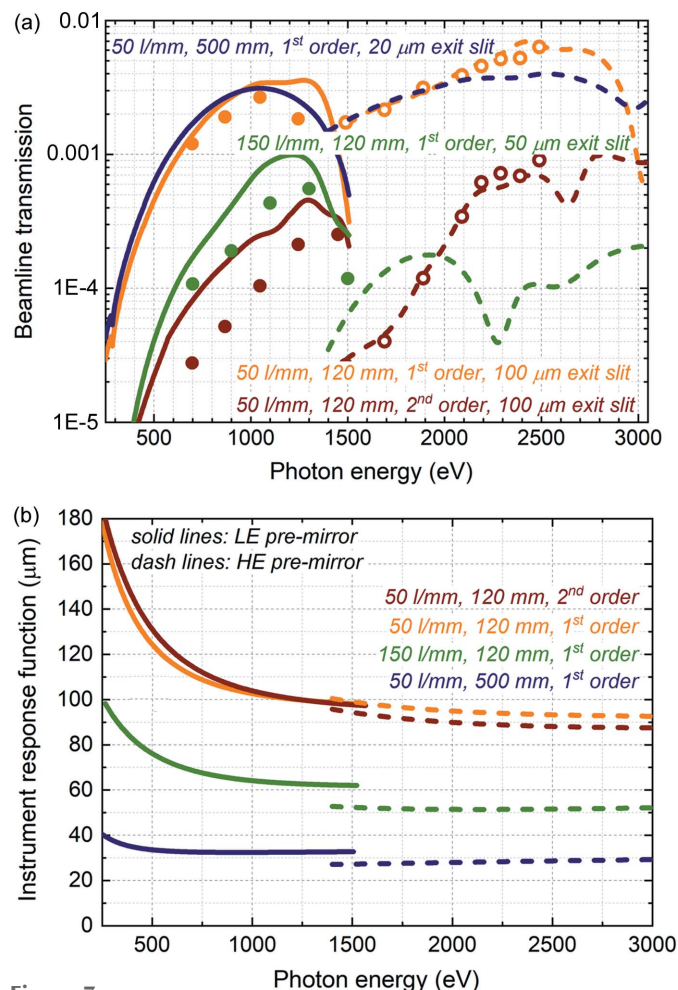 (a)
0.01
50 l/mm, 500 mm, 1st order, 20 μm exit slit
150 l/mm, 120 mm, 1st order, 50 μm exit slit
0.001
Beamline transmission
1E-4
50 l/mm, 120 mm, 1st order, 100 μm exit slit
50 l/mm, 120 mm, 2nd order, 100 μm exit slit
1E-5
500 1000 1500 2000 2500 3000
Photon energy (eV)
(b)
180
solid lines: LE pre-mirror
dash lines: HE pre-mirror
160
50 l/mm, 120 mm, 2nd order
140
50 l/mm, 120 mm, 1st order
150 l/mm, 120 mm, 1st order
120
50 l/mm, 500 mm, 1st order
100
80
60
40
20
0
Instrument response function (μm)
500 1000 1500 2000 2500 3000
Photon energy (eV)